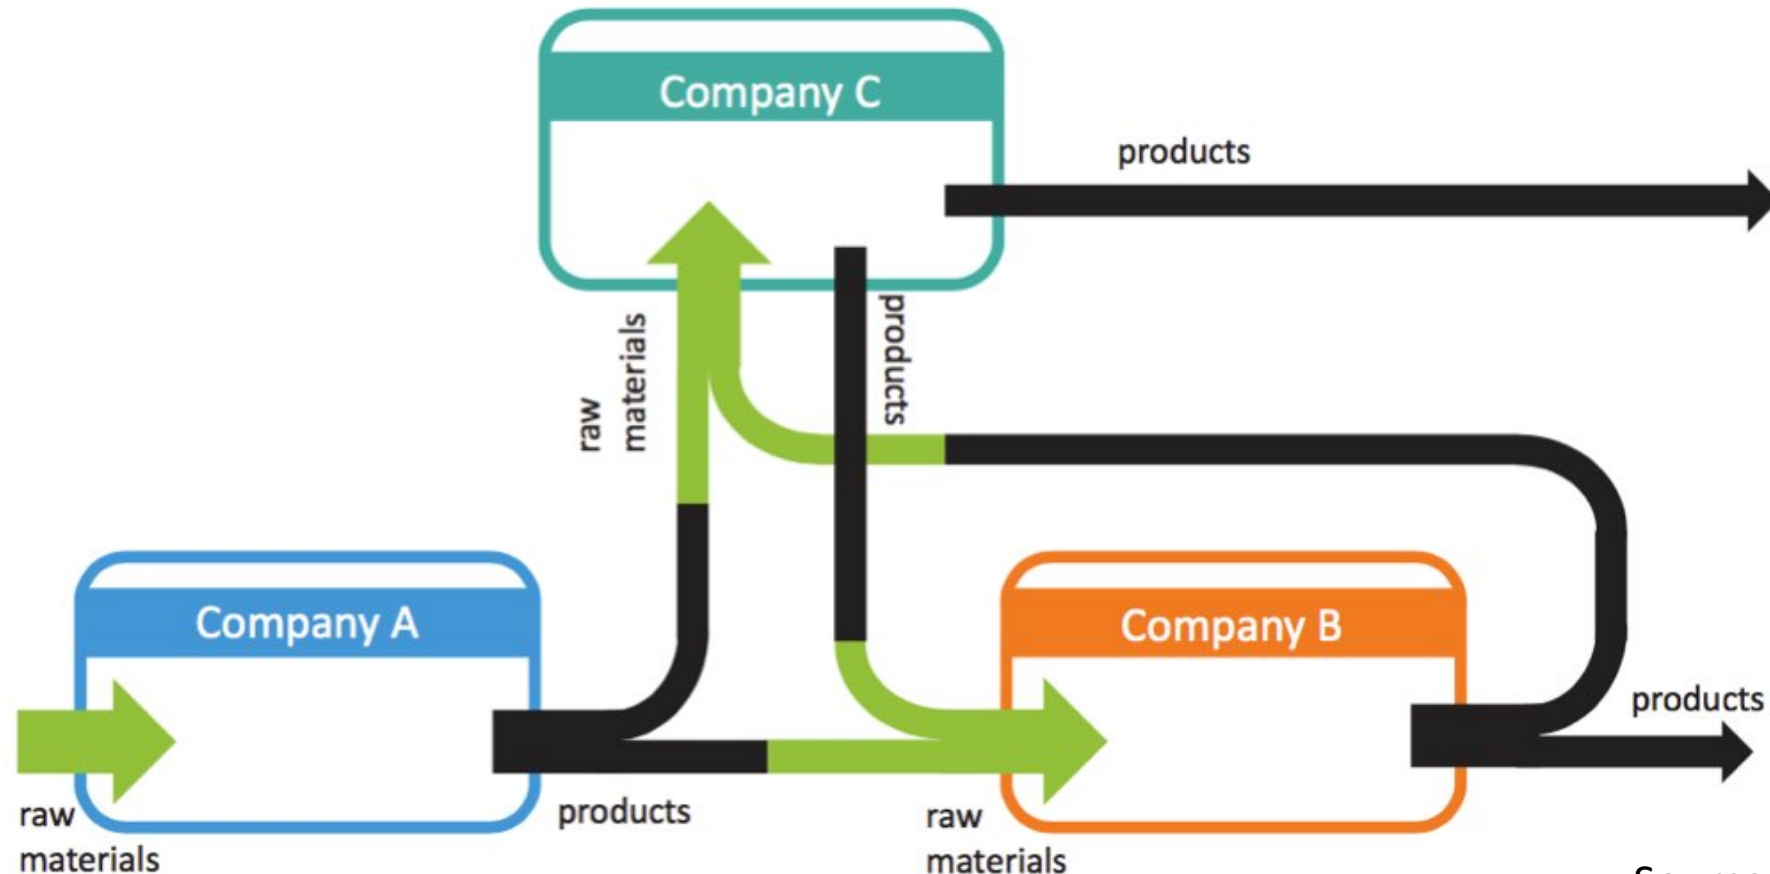 Company C
products
raw
materials
products
Company A
Company B
products
raw
materials
products
raw
materials